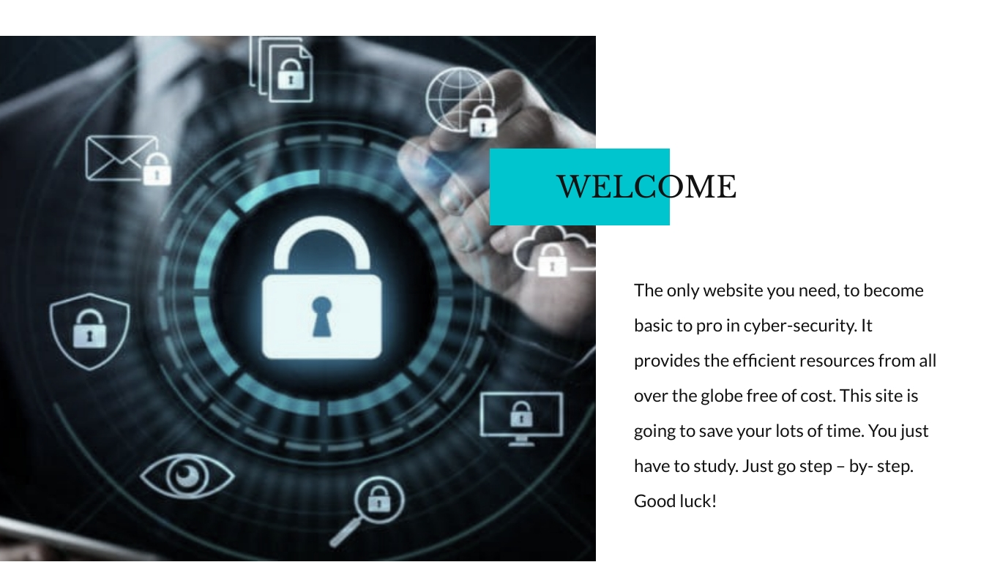 WELCOME
The only website you need, to become
basic to pro in cyber-security. It
provides the efficient resources from all
over the globe free of cost. This site is
going to save your lots of time. You just
have to study. Just go step – by- step.
Good luck!